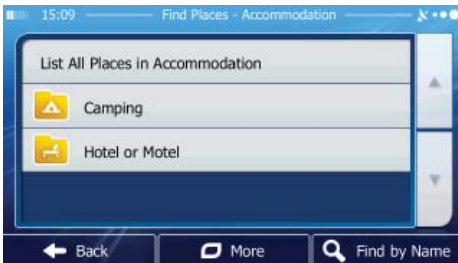 15:09 Find Places - Accommodation
List All Places in Accommodation
Camping
Hotel or Motel
Back More Find by Name